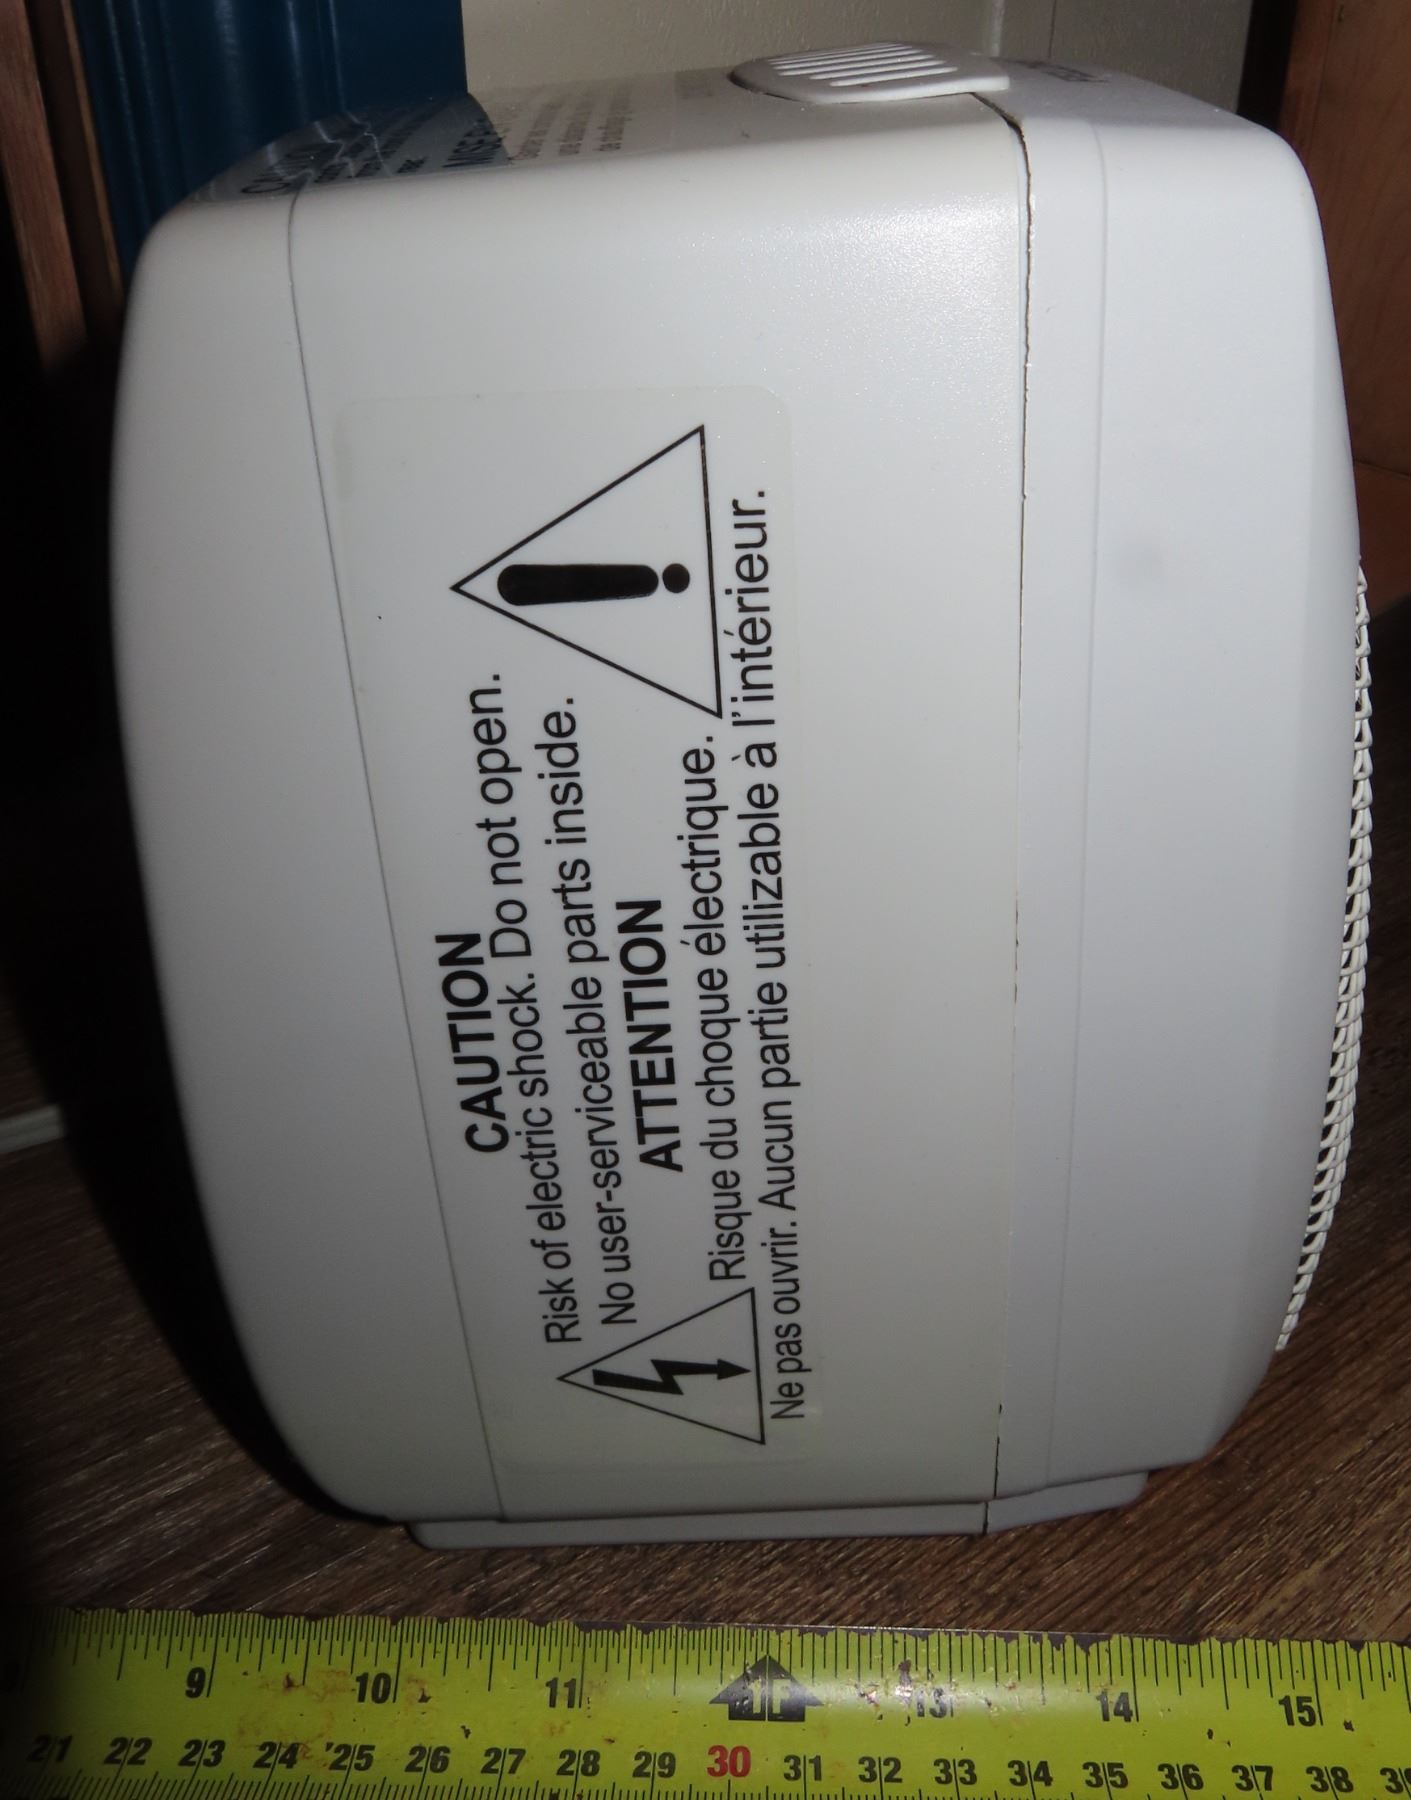 CAUTION
Risk of electric shock. Do not open.
No user-serviceable parts inside.
ATTENTION
Risque du choque électrique.
Ne pas ouvrir. Aucun partie utilizable à l'intérieur.
9 10 11 1F 13 14 15
21 22 23 24 25 26 27 28 29 30 31 32 33 34 35 36 37 38